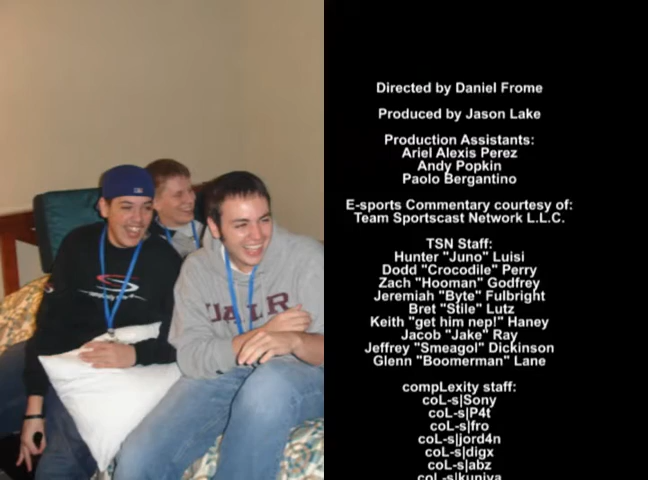 UALR
Directed by Daniel Frome
Produced by Jason Lake
Production Assistants:
Ariel Alexis Perez
Andy Popkin
Paolo Bergantino
E-sports Commentary courtesy of:
Team Sportscast Network L.L.C.
TSN Staff:
Hunter "Juno" Luisi
Dodd "Crocodile" Perry
Zach "Hooman" Godfrey
Jeremiah "Byte" Fulbright
Bret "Stile" Lutz
Keith "get him nep!" Haney
Jacob "Jake" Ray
Jeffrey "Smeagol" Dickinson
Glenn "Boomerman" Lane
compLexity staff:
coL-s|Sony
coL-s|P4t
coL-s|fro
coL-s|jord4n
coL-s|digx
coL-s|abz
coL-s|kuniva